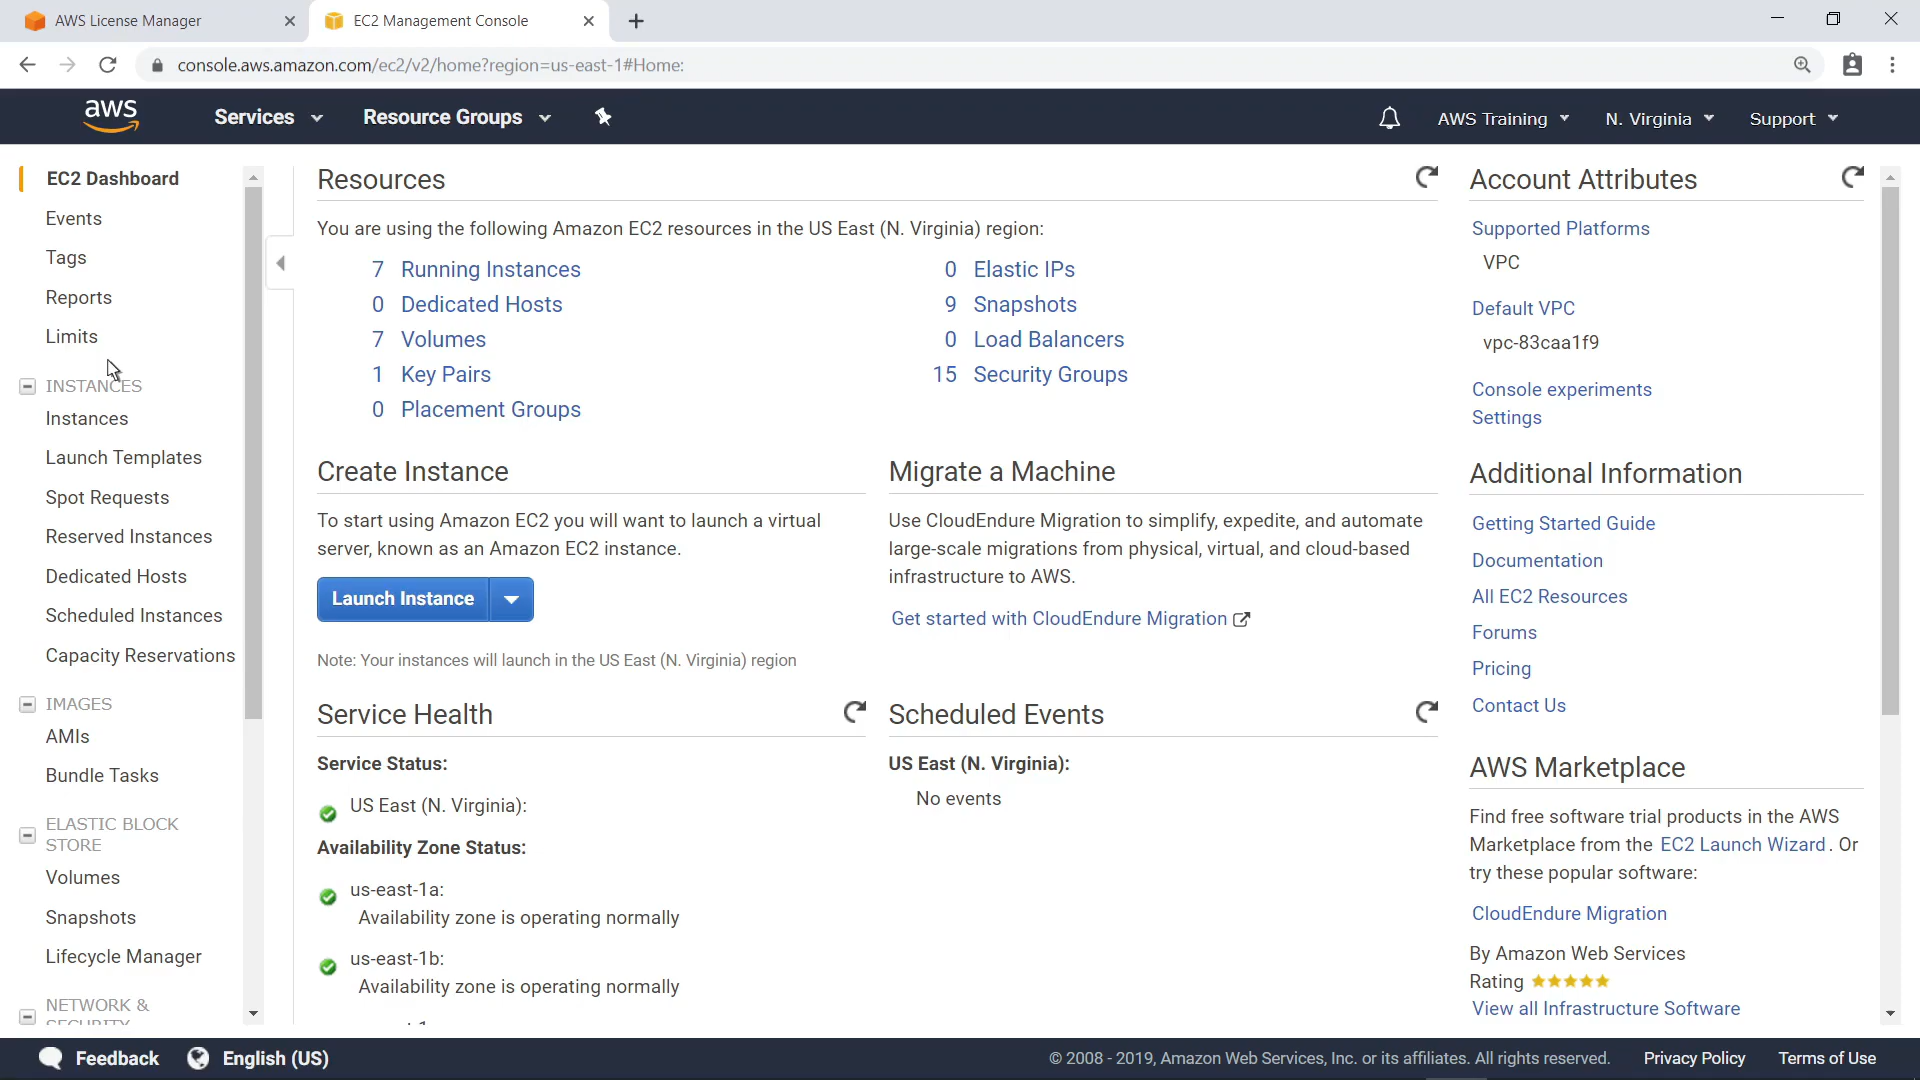 AWS License Manager
EC2 Management Console
console.aws.amazon.com/ec2/v2/home?region=us-east-1#Home:
aws
Services
Resource Groups
AWS Training
N. Virginia
Support
EC2 Dashboard
Events
Tags
Reports
Limits
INSTANCES
Instances
Launch Templates
Spot Requests
Reserved Instances
Dedicated Hosts
Scheduled Instances
Capacity Reservations
IMAGES
AMIs
Bundle Tasks
ELASTIC BLOCK
STORE
Volumes
Snapshots
Lifecycle Manager
NETWORK &
SECURITY
Resources
You are using the following Amazon EC2 resources in the US East (N. Virginia) region:
7 Running Instances
0 Dedicated Hosts
7 Volumes
1 Key Pairs
0 Placement Groups
0 Elastic IPs
9 Snapshots
0 Load Balancers
15 Security Groups
Create Instance
To start using Amazon EC2 you will want to launch a virtual
server, known as an Amazon EC2 instance.
Launch Instance
Note: Your instances will launch in the US East (N. Virginia) region
Migrate a Machine
Use CloudEndure Migration to simplify, expedite, and automate
large-scale migrations from physical, virtual, and cloud-based
infrastructure to AWS.
Get started with CloudEndure Migration
Service Health
Service Status:
US East (N. Virginia):
Availability Zone Status:
us-east-1a:
Availability zone is operating normally
us-east-1b:
Availability zone is operating normally
Scheduled Events
US East (N. Virginia):
No events
Account Attributes
Supported Platforms
VPC
Default VPC
vpc-83caa1f9
Console experiments
Settings
Additional Information
Getting Started Guide
Documentation
All EC2 Resources
Forums
Pricing
Contact Us
AWS Marketplace
Find free software trial products in the AWS
Marketplace from the EC2 Launch Wizard. Or
try these popular software:
CloudEndure Migration
By Amazon Web Services
Rating
View all Infrastructure Software
Feedback
English (US)
© 2008 - 2019, Amazon Web Services, Inc. or its affiliates. All rights reserved.
Privacy Policy
Terms of Use